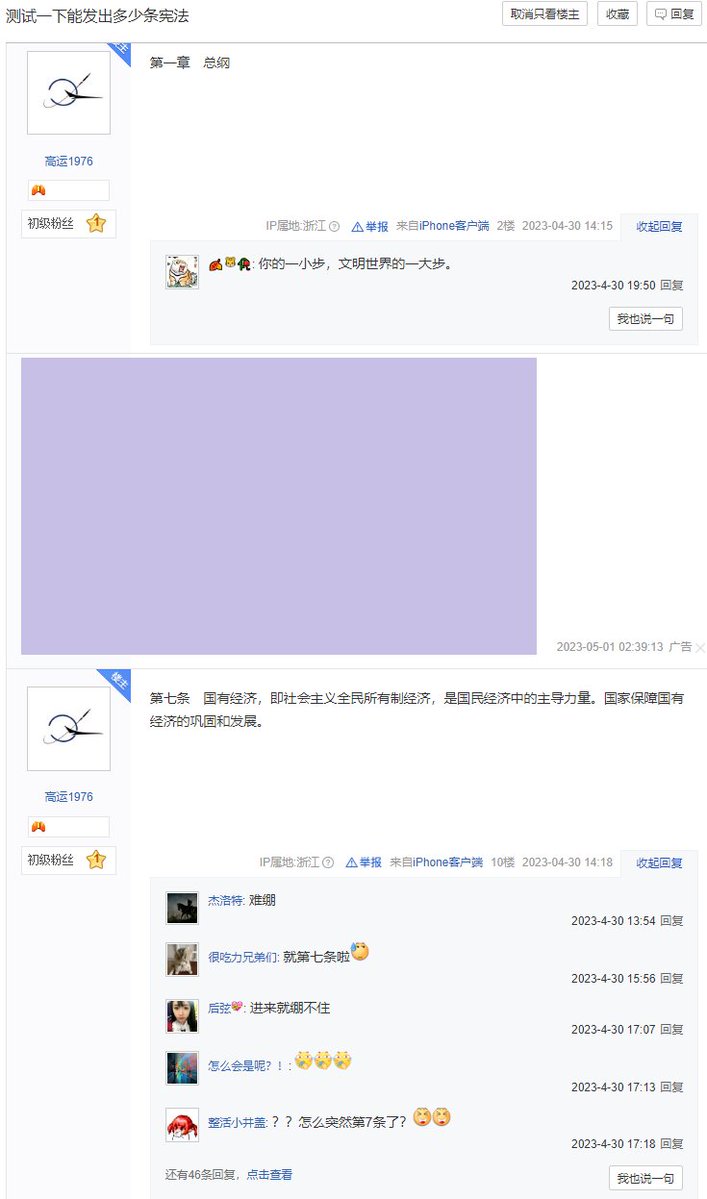 测试一下能发出多少条宪法
取消只看楼主
收藏
回复
楼主
第一章 总纲
高运1976
初级粉丝 1
IP属地:浙江 举报 来自iPhone客户端 2楼 2023-04-30 14:15 收起回复
: 你的一小步，文明世界的一大步。
2023-4-30 19:50 回复
我也说一句
2023-05-01 02:39:13 广告
楼主
第七条 国有经济，即社会主义全民所有制经济，是国民经济中的主导力量。国家保障国有
经济的巩固和发展。
高运1976
初级粉丝 1
IP属地:浙江 举报 来自iPhone客户端 10楼 2023-04-30 14:18 收起回复
杰洛特: 难绷
2023-4-30 13:54 回复
很吃力兄弟们: 就第七条啦
2023-4-30 15:56 回复
后弦💘: 进来就绷不住
2023-4-30 17:07 回复
怎么会是呢？！:
2023-4-30 17:13 回复
整活小井盖: ？？怎么突然第7条了？
2023-4-30 17:18 回复
还有46条回复，点击查看
我也说一句